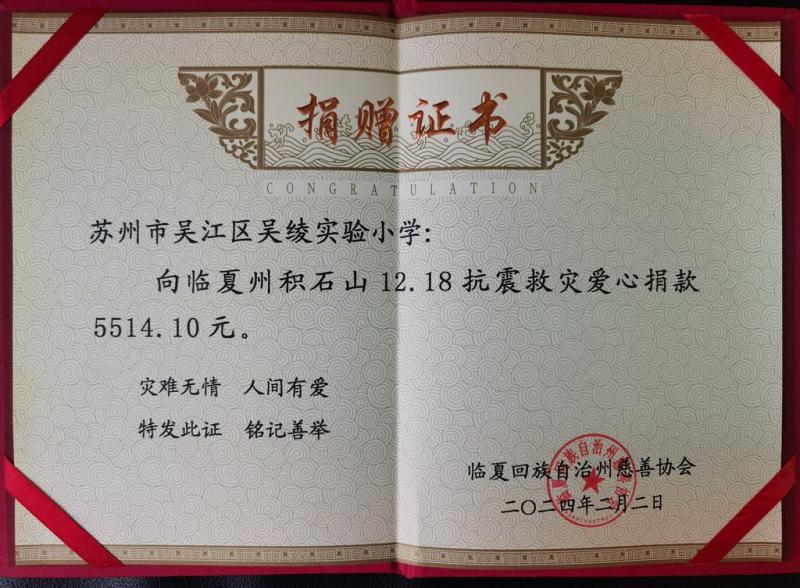 捐赠证书
CONGRATULATION
苏州市吴江区吴绫实验小学:
向临夏州积石山12.18抗震救灾爱心捐款
5514.10元。
灾难无情 人间有爱
特发此证 铭记善举
临夏回族自治州慈善协会
二〇二四年二月二日